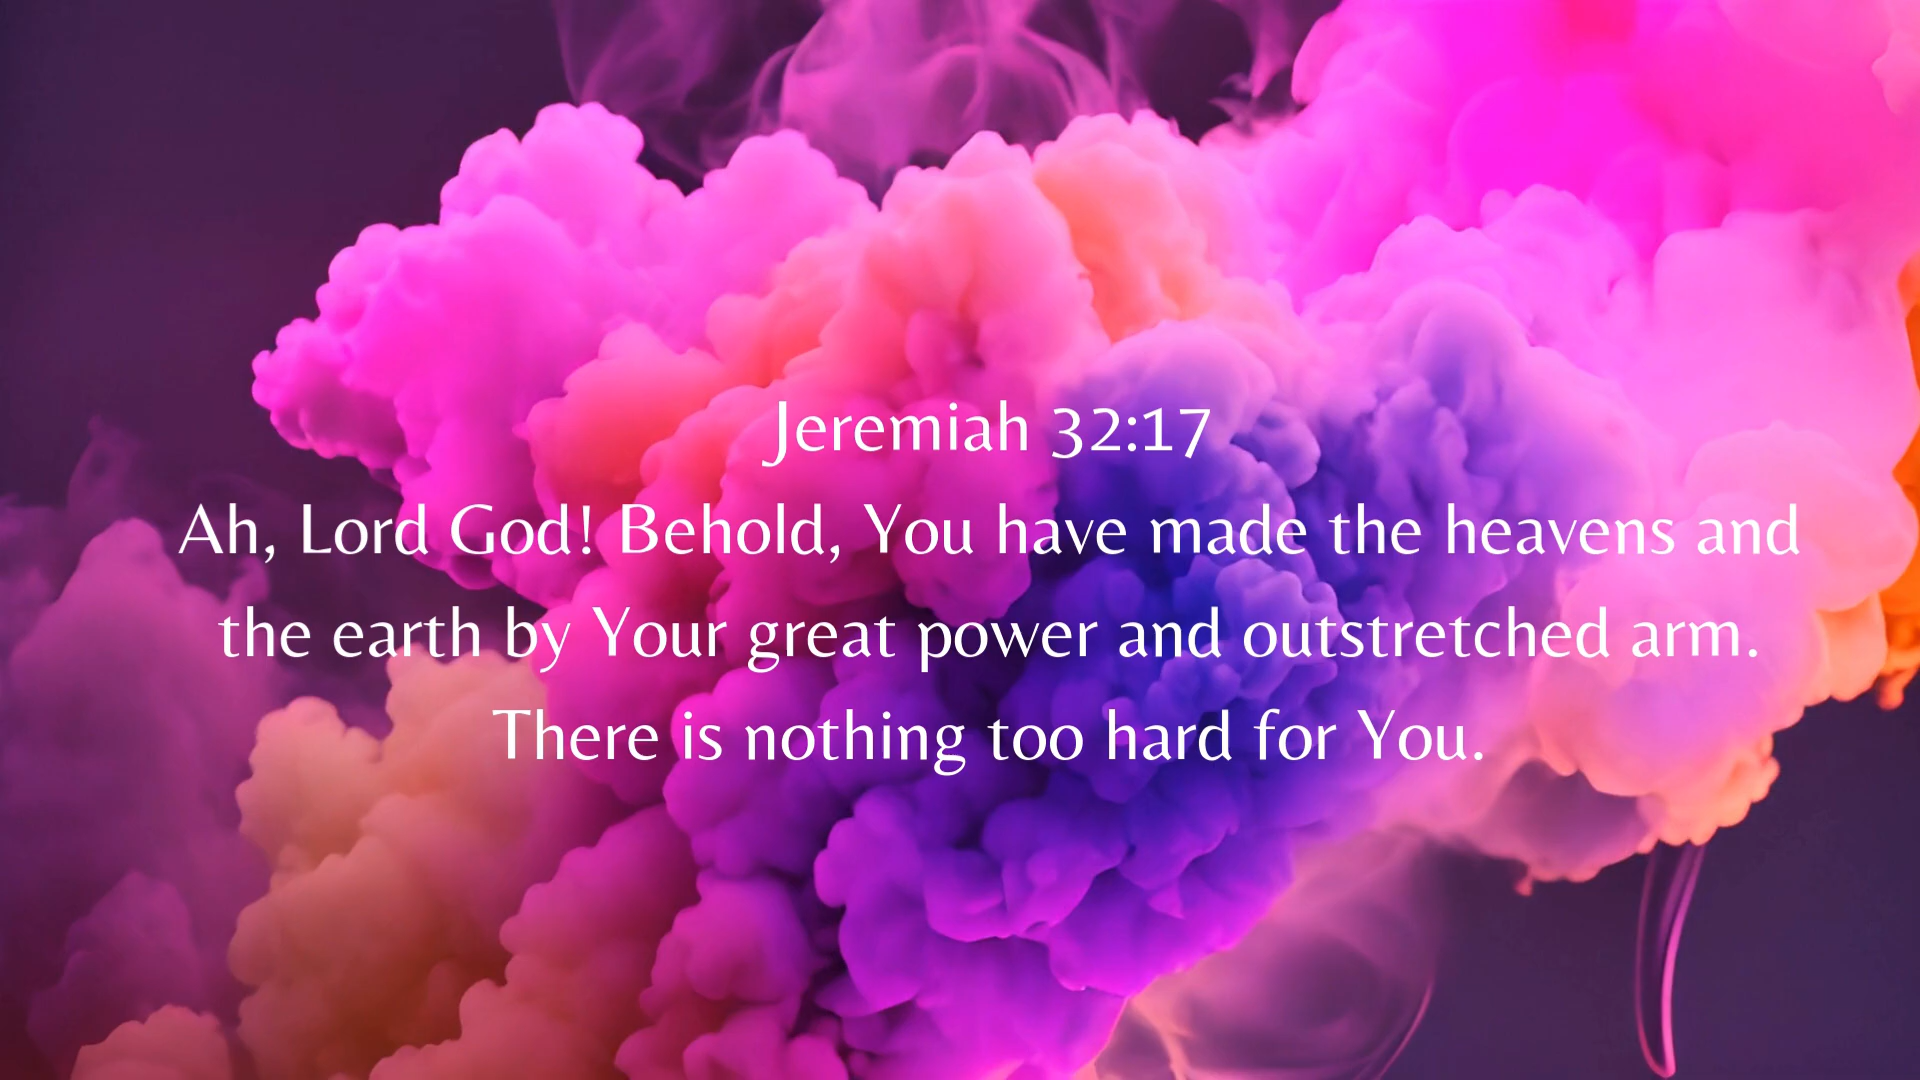 Jeremiah 32:17
Ah, Lord God! Behold, You have made the heavens and
the earth by Your great power and outstretched arm.
There is nothing too hard for You.